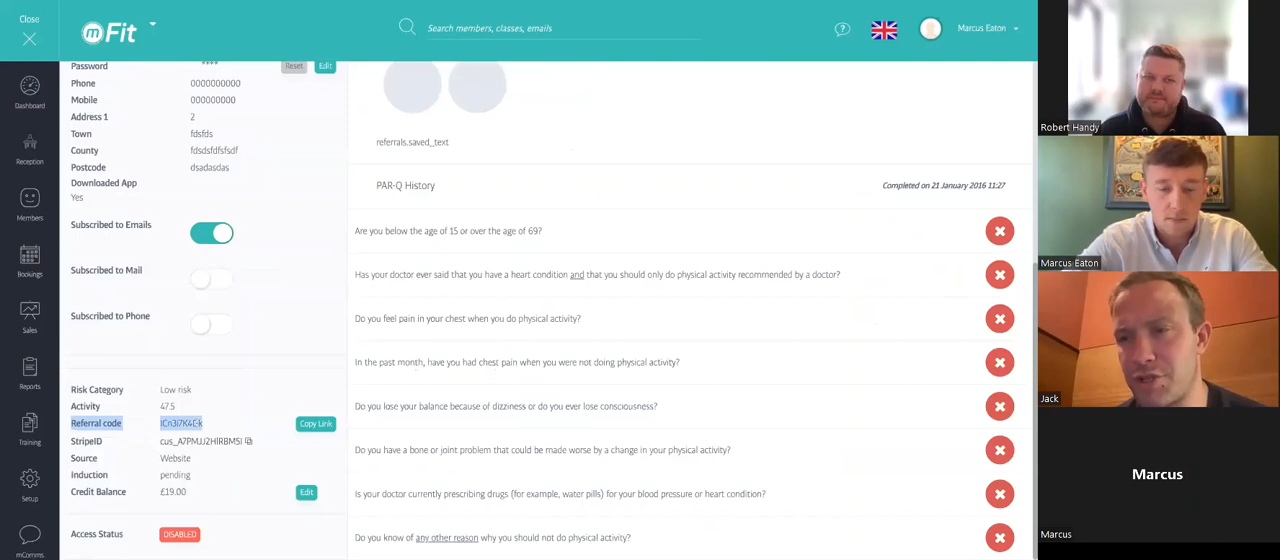 Close
mFit
Search members, classes, emails
Marcus Eaton
Dashboard
Reception
Members
Bookings
Sales
Reports
Training
Setup
mComms
Password ****
Reset
Edit
Phone 0000000000
Mobile 000000000
Address 1 2
Town fdsfds
County fdsdsfdfsfsdf
Postcode dsadasdas
Downloaded App
Yes
Subscribed to Emails
Subscribed to Mail
Subscribed to Phone
Risk Category Low risk
Activity 47.5
Referral code
Copy Link
StripeID
Source Website
Induction pending
Credit Balance £19.00
Edit
Access Status DISABLED
referrals.saved_text
PAR-Q History
Completed on 21 January 2016 11:27
Are you below the age of 15 or over the age of 69?
Has your doctor ever said that you have a heart condition and that you should only do physical activity recommended by a doctor?
Do you feel pain in your chest when you do physical activity?
In the past month, have you had chest pain when you were not doing physical activity?
Do you lose your balance because of dizziness or do you ever lose consciousness?
Do you have a bone or joint problem that could be made worse by a change in your physical activity?
Is your doctor currently prescribing drugs (for example, water pills) for your blood pressure or heart condition?
Do you know of any other reason why you should not do physical activity?
Robert Handy
Marcus Eaton
Jack
Marcus
Marcus